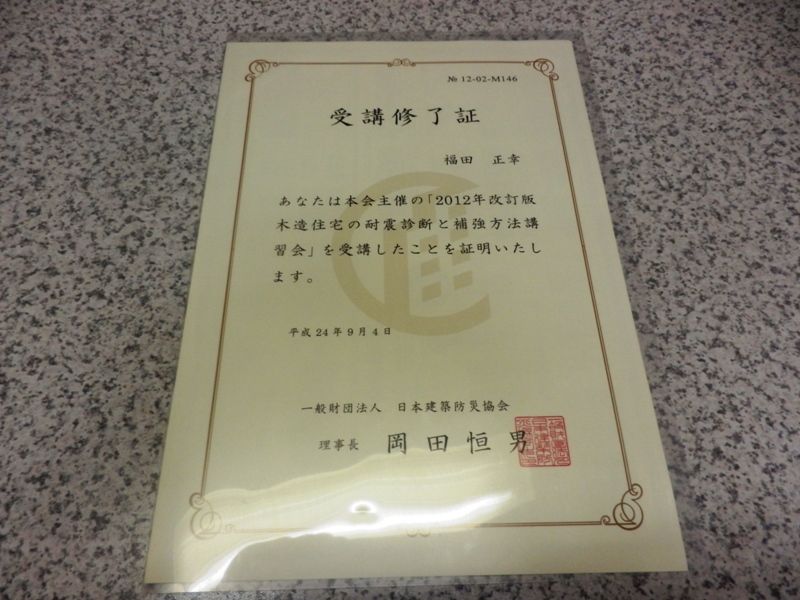 № 12-02-M146
受講修了証
福田 正幸
あなたは本会主催の「2012年改訂版
木造住宅の耐震診断と補強方法講
習会」を受講したことを証明いたし
ます。
平成24年9月4日
一般財団法人 日本建築防災協会
理事長 岡田恒男